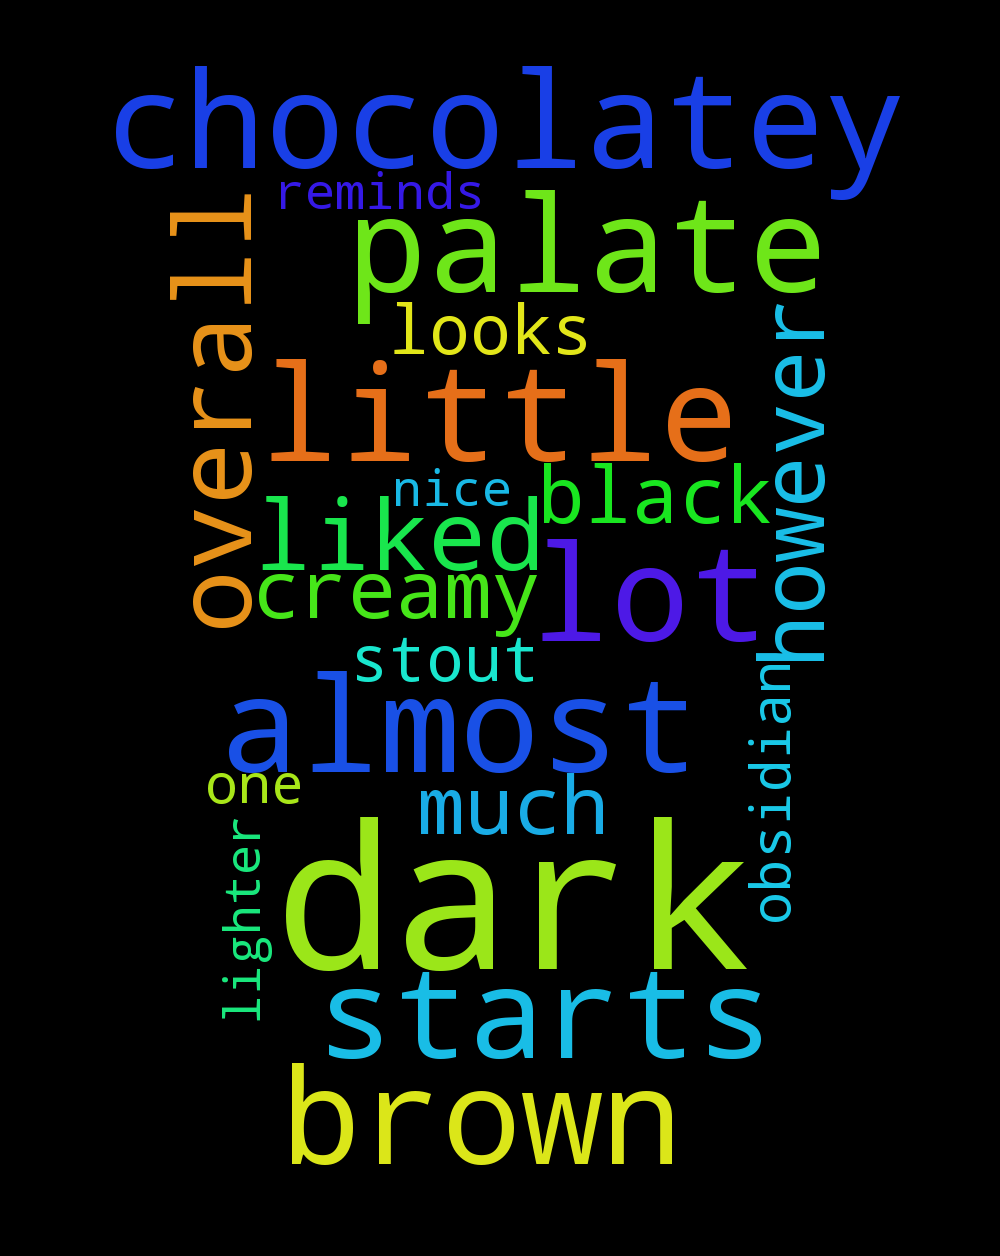 chocolatey
reminds
palate
overall
looks
however
little
nice
black
liked
creamy
lot
stout
almost
obsidian
one
much
lighter
dark
starts
brown